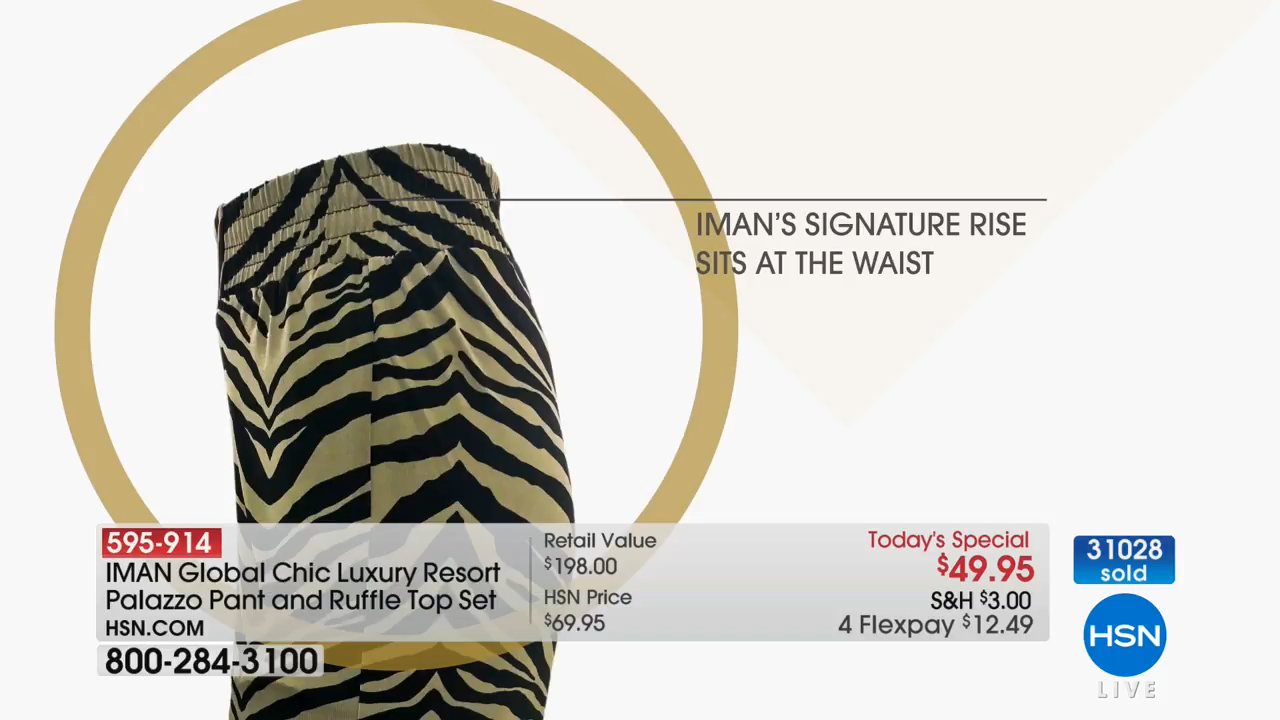 IMAN'S SIGNATURE RISE
SITS AT THE WAIST
595-914
IMAN Global Chic Luxury Resort
Palazzo Pant and Ruffle Top Set
HSN.COM
800-284-3100
Retail Value
$198.00
HSN Price
$69.95
Today's Special
$49.95
S&H $3.00
4 Flexpay $12.49
31028
sold
HSN
LIVE